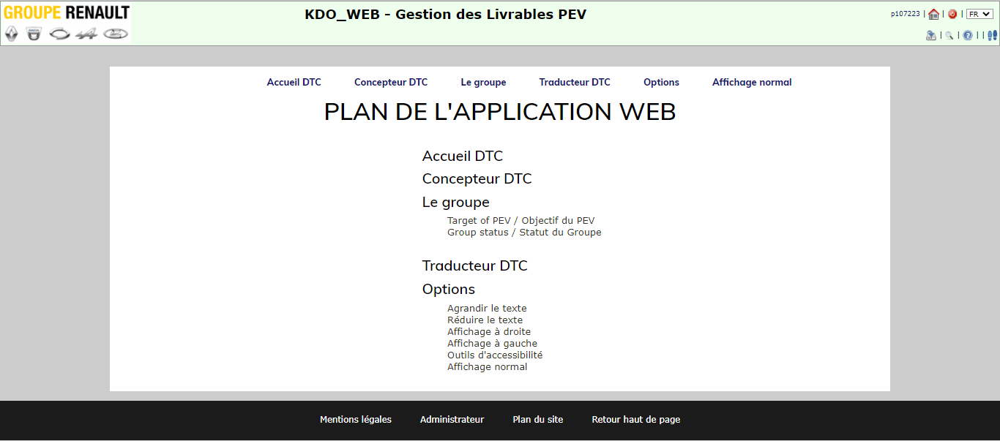 GROUPE RENAULT
KDO_WEB - Gestion des Livrables PEV
p107223 | | | FR
| | | |
Accueil DTC Concepteur DTC Le groupe Traducteur DTC Options Affichage normal
PLAN DE L'APPLICATION WEB
Accueil DTC
Concepteur DTC
Le groupe
Target of PEV / Objectif du PEV
Group status / Statut du Groupe
Traducteur DTC
Options
Agrandir le texte
Réduire le texte
Affichage à droite
Affichage à gauche
Outils d'accessibilité
Affichage normal
Mentions légales Administrateur Plan du site Retour haut de page